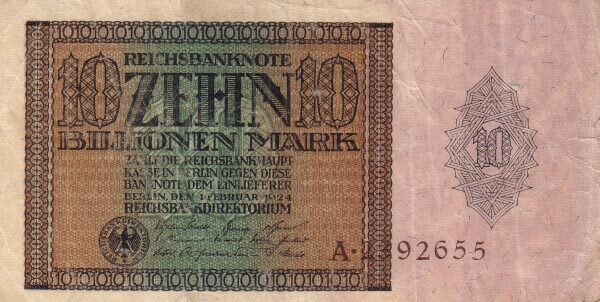 REICHSBANKNOTE
10 ZEHN 10
BILLIONEN MARK
ZAHLT DIE REICHSBANKHAUPT
KASSE IN BERLIN GEGEN DIESE
BANKNOTE DEM EINLIEFERER
BERLIN, DEN 1. FEBRUAR 1924
REICHSBANKDIREKTORIUM
10
A·2392655